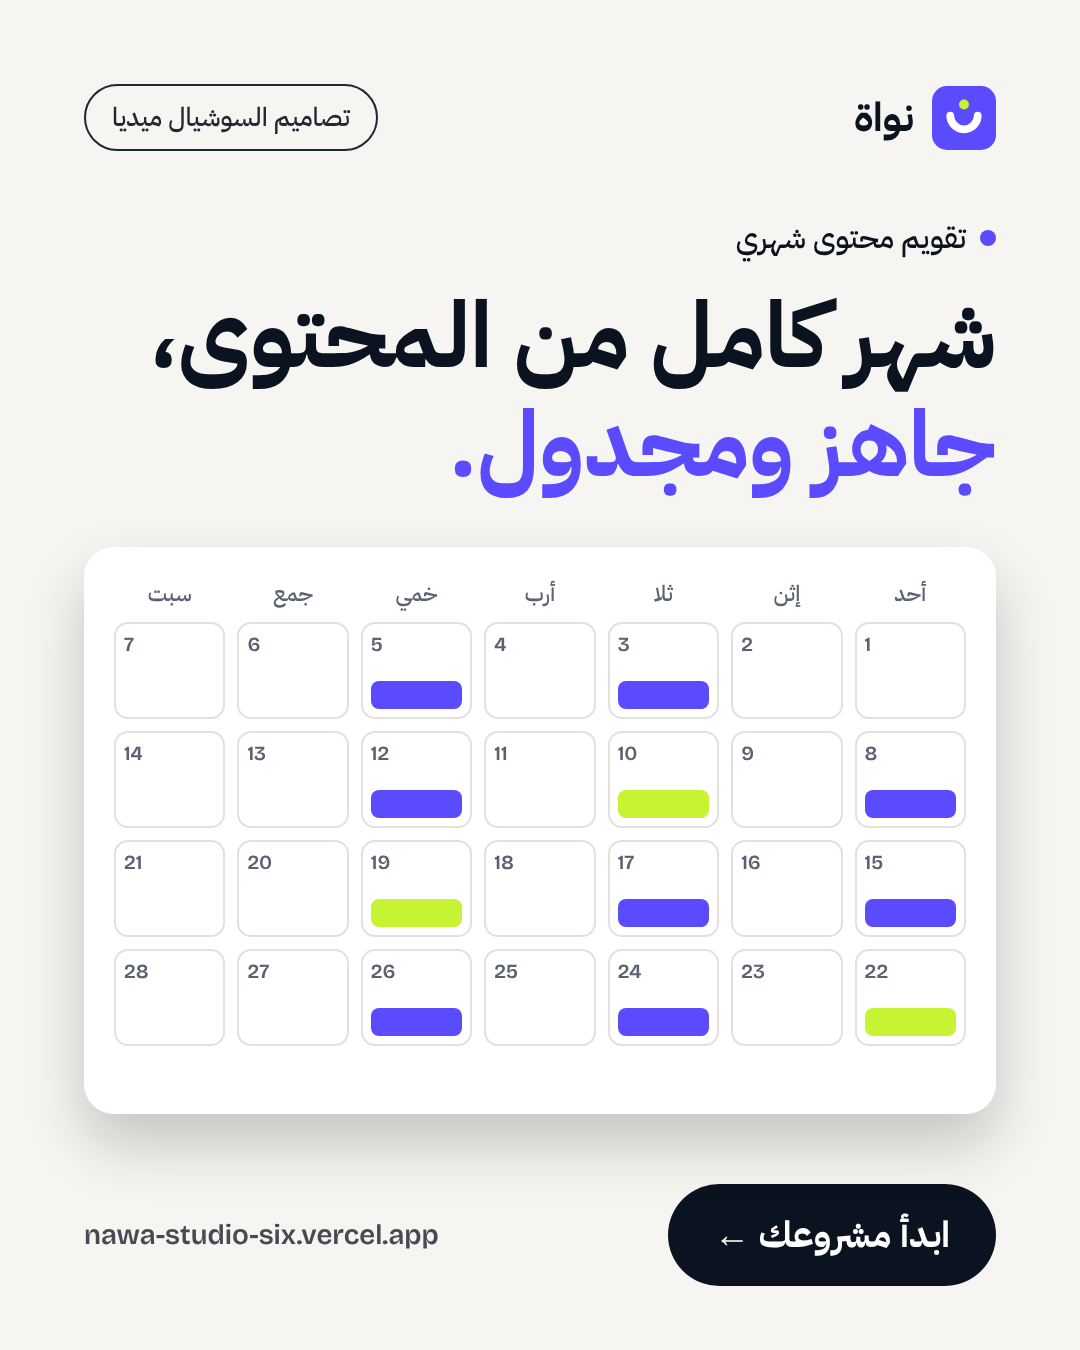 نواة
تصاميم السوشيال ميديا
تقويم محتوى شهري
شهر كامل من المحتوى،
جاهز ومجدول.
أحد إثن ثلا أرب خمي جمع سبت
1 2 3 4 5 6 7
8 9 10 11 12 13 14
15 16 17 18 19 20 21
22 23 24 25 26 27 28
ابدأ مشروعك ←
nawa-studio-six.vercel.app